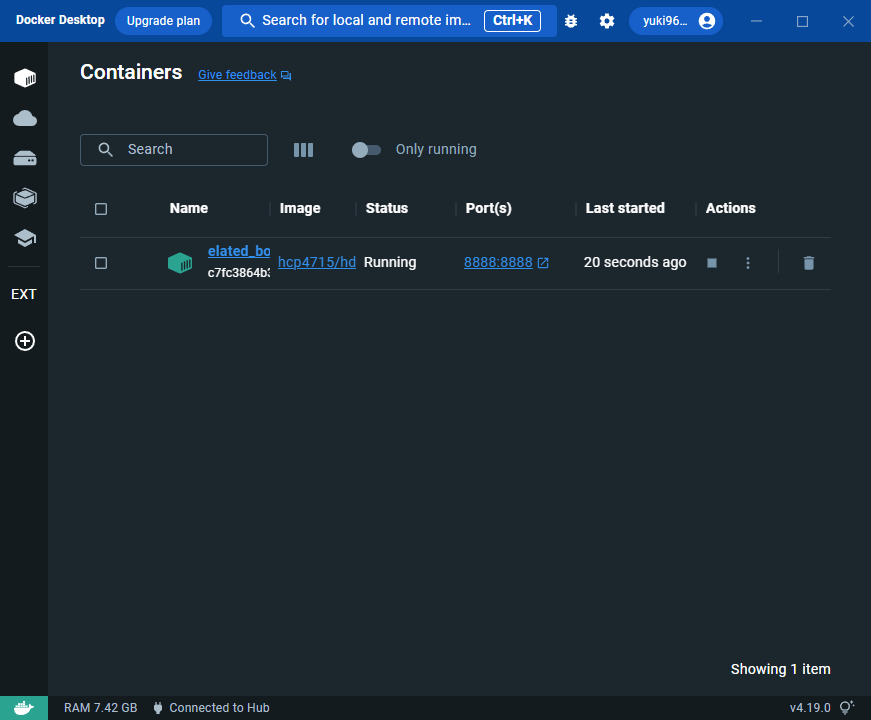 Docker Desktop Upgrade plan Search for local and remote im... Ctrl+K yuki96...
Containers Give feedback
Search Only running
Name Image Status Port(s) Last started Actions
elated_bo
c7fc3864b3
hcp4715/hd Running 8888:8888 20 seconds ago
EXT
Showing 1 item
RAM 7.42 GB Connected to Hub v4.19.0